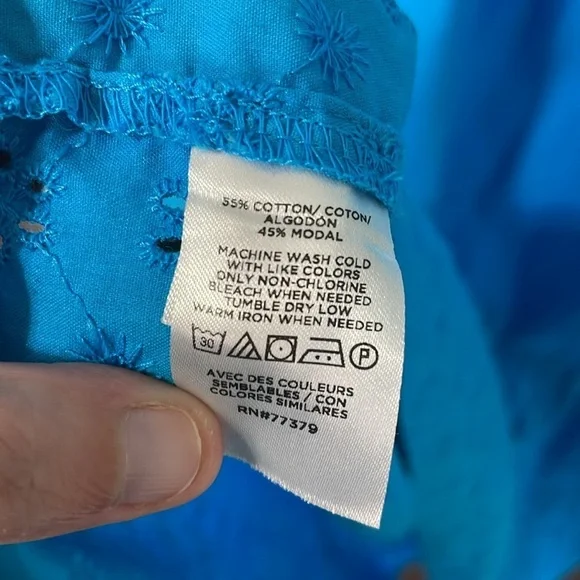 55% COTTON/ COTON/
ALGODÓN
45% MODAL
MACHINE WASH COLD
WITH LIKE COLORS
ONLY NON-CHLORINE
BLEACH WHEN NEEDED
TUMBLE DRY LOW
WARM IRON WHEN NEEDED
30 P
AVEC DES COULEURS
SEMBLABLES / CON
COLORES SIMILARES
RN#77379